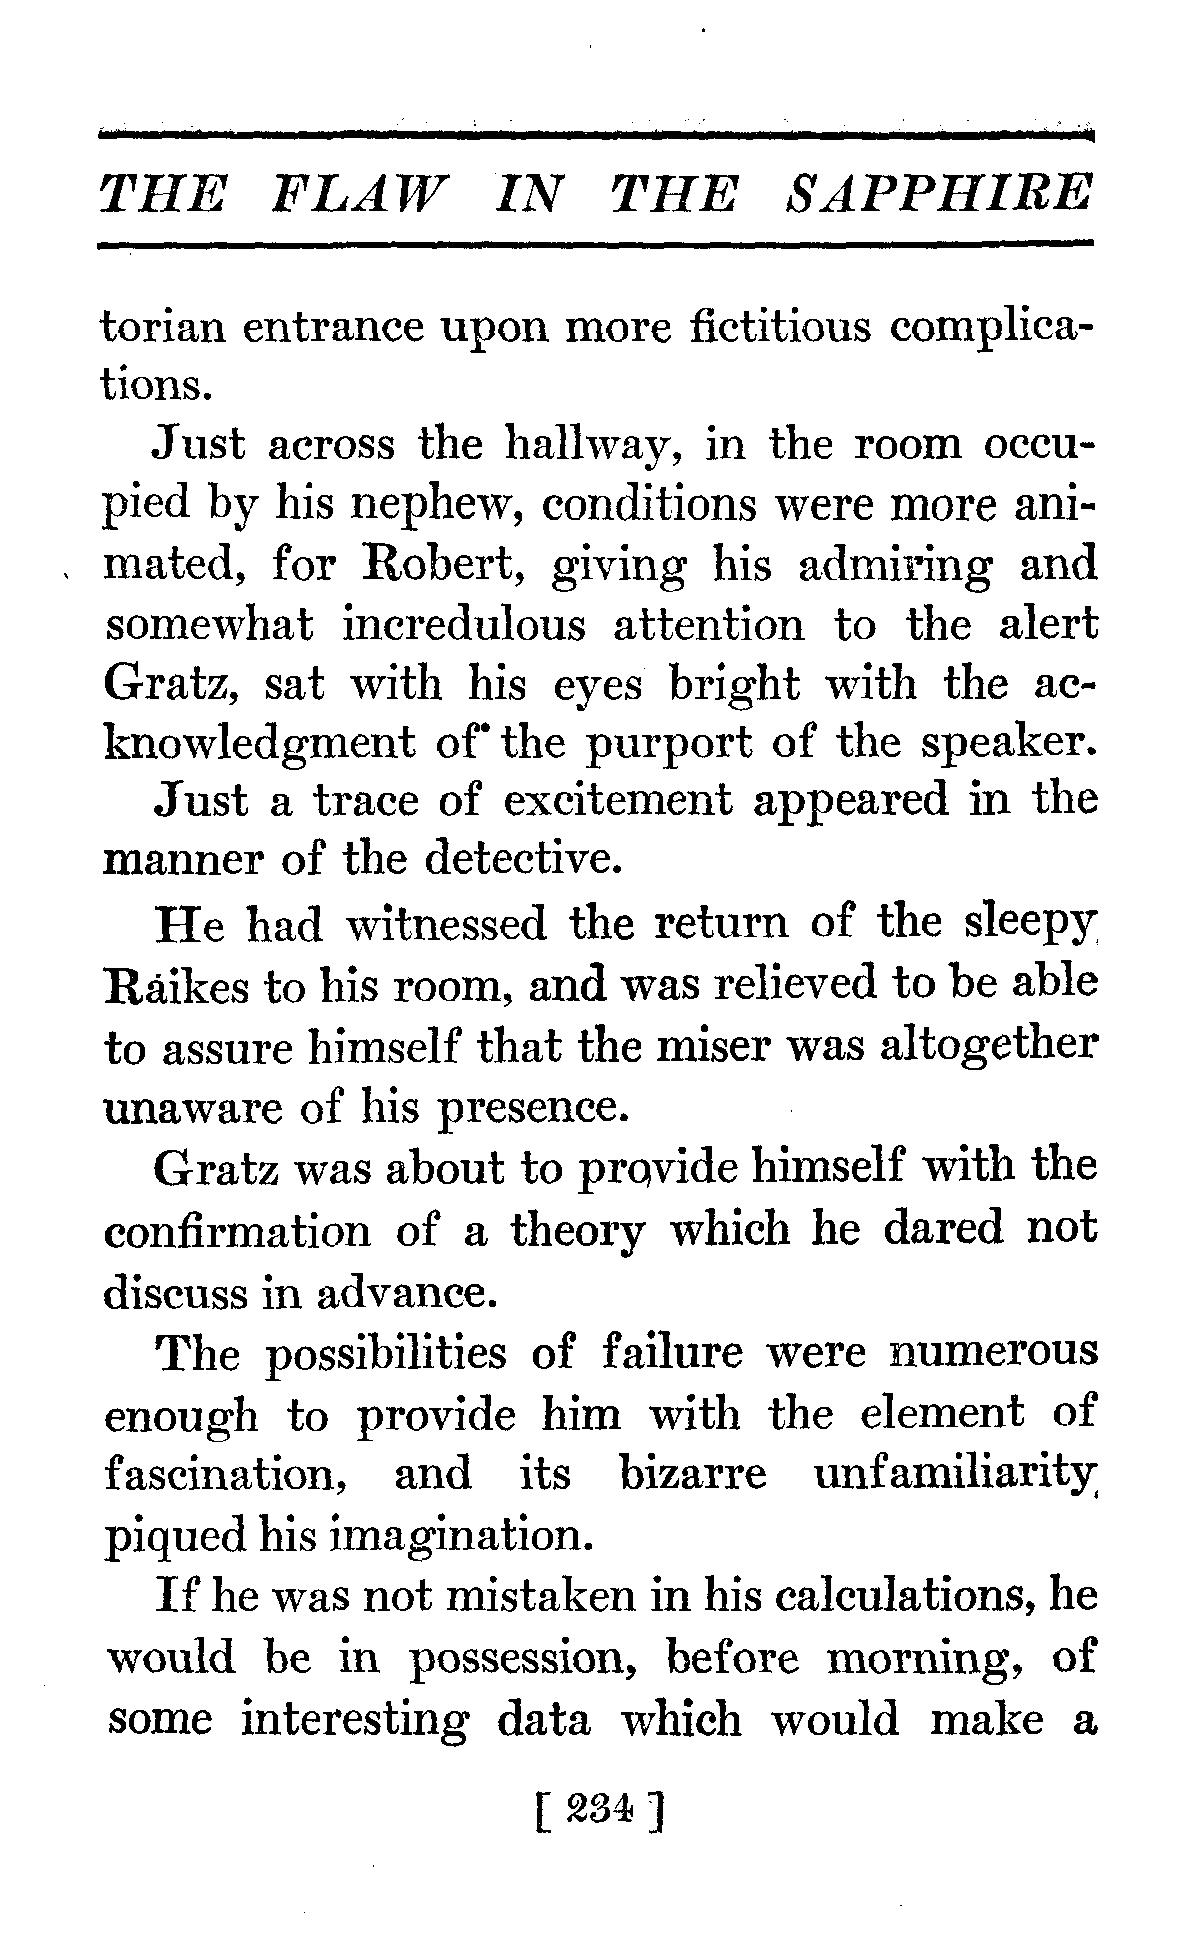 THE FLAW IN THE SAPPHIRE
torian entrance upon more fictitious complica-
tions.
Just across the hallway, in the room occu-
pied by his nephew, conditions were more ani-
mated, for Robert, giving his admiring and
somewhat incredulous attention to the alert
Gratz, sat with his eyes bright with the ac-
knowledgment of the purport of the speaker.
Just a trace of excitement appeared in the
manner of the detective.
He had witnessed the return of the sleepy
Raikes to his room, and was relieved to be able
to assure himself that the miser was altogether
unaware of his presence.
Gratz was about to provide himself with the
confirmation of a theory which he dared not
discuss in advance.
The possibilities of failure were numerous
enough to provide him with the element of
fascination, and its bizarre unfamiliarity
piqued his imagination.
If he was not mistaken in his calculations, he
would be in possession, before morning, of
some interesting data which would make a
[ 234 ]